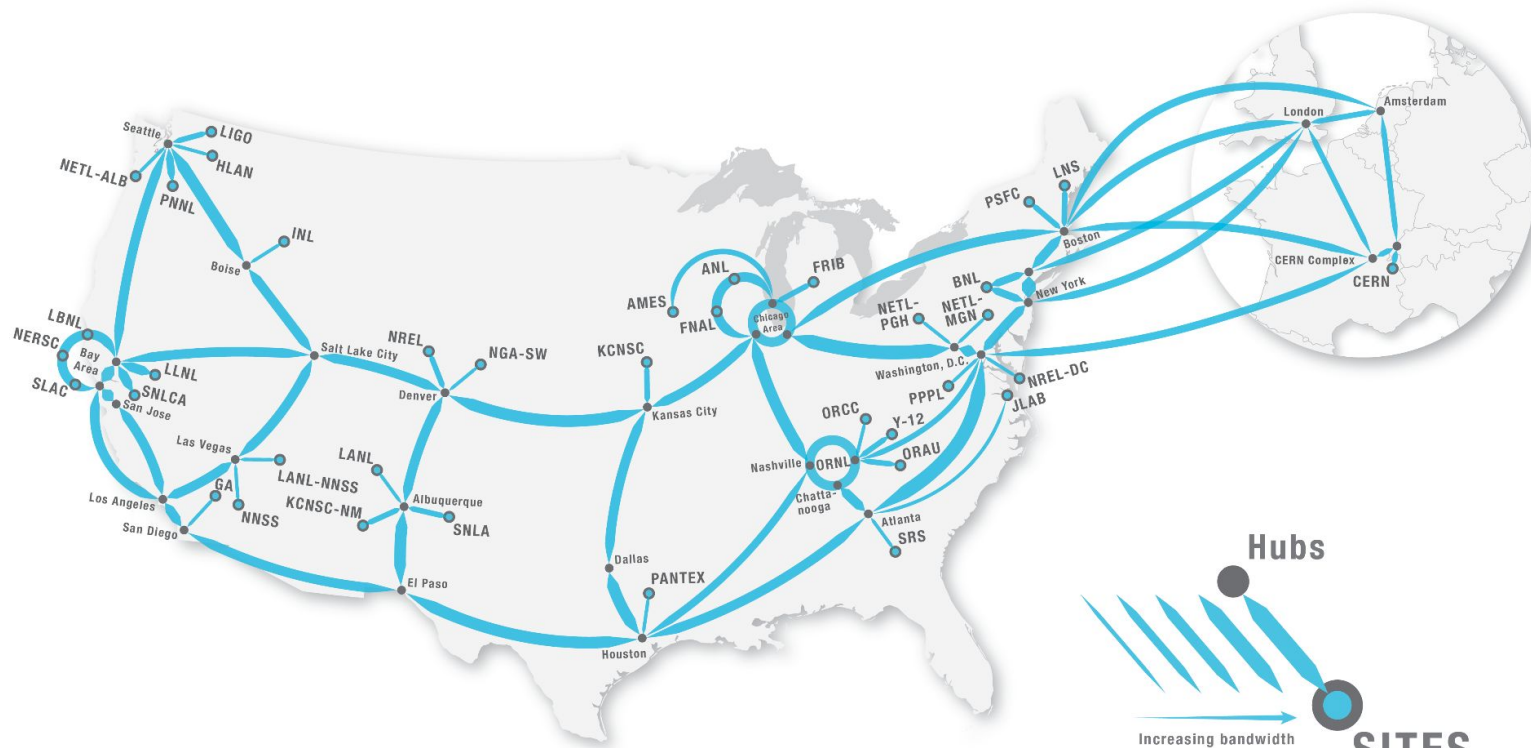 Seattle
LIGO
HLAN
NETL-ALB
PNNL
INL
Boise
LBNL
NERSC
Bay
Area
SLAC
LLNL
SNLCA
San Jose
Salt Lake City
NREL
NGA-SW
Denver
Las Vegas
LANL-NNSS
GA
NNSS
Los Angeles
San Diego
LANL
KCNSC-NM
Albuquerque
SNLA
El Paso
KCNSC
Kansas City
Dallas
PANTEX
Houston
AMES
ANL
FNAL
FRIB
Chicago
Area
Nashville
ORNL
Chatta-
nooga
ORCC
Y-12
ORAU
Atlanta
SRS
NETL-
PGH
NETL-
MGN
Washington, D.C.
PPPL
NREL-DC
JLAB
BNL
New York
PSFC
LNS
Boston
London
Amsterdam
CERN Complex
CERN
Hubs
Increasing bandwidth
SITES